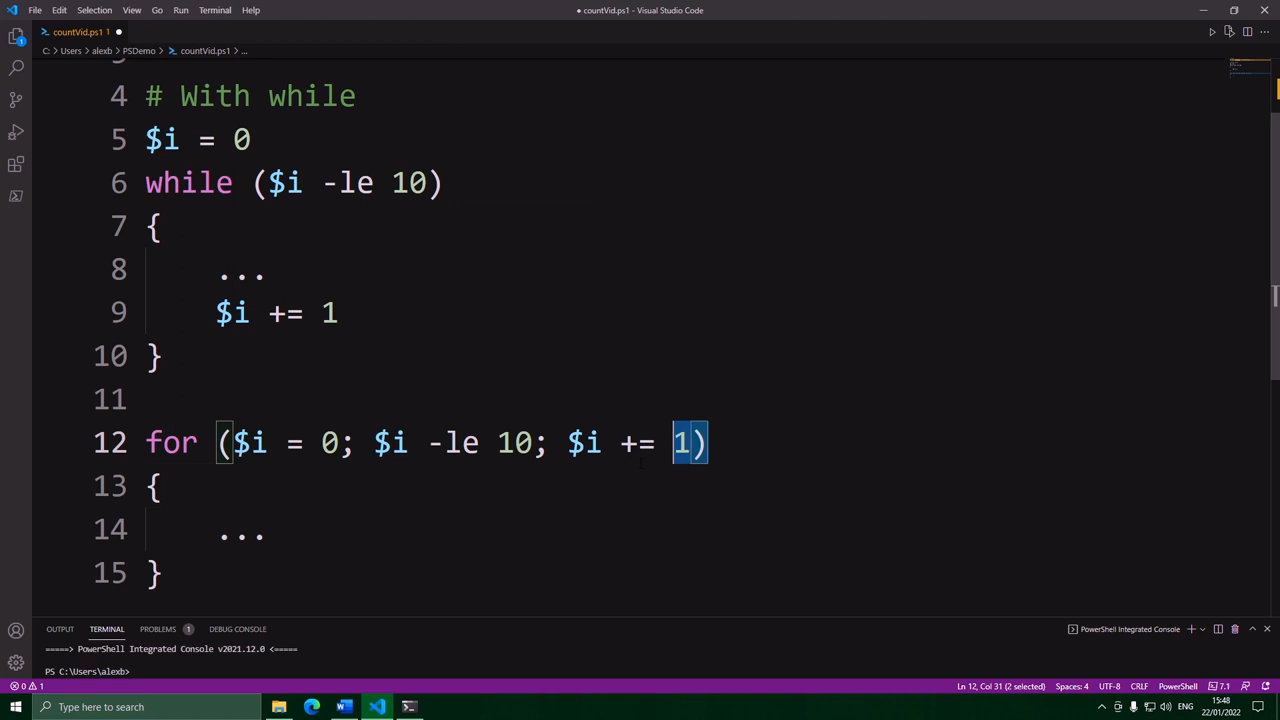 File Edit Selection View Go Run Terminal Help
● countVid.ps1 - Visual Studio Code
countVid.ps1 1 ●
C: > Users > alexb > PSDemo > countVid.ps1 > ...
4 # With while
5 $i = 0
6 while ($i -le 10)
7 {
8 ...
9 $i += 1
10 }
11
12 for ($i = 0; $i -le 10; $i += 1)
13 {
14 ...
15 }
OUTPUT TERMINAL PROBLEMS 1 DEBUG CONSOLE
PowerShell Integrated Console
=====> PowerShell Integrated Console v2021.12.0 <=====
PS C:\Users\alexb>
0 1 Ln 12, Col 31 (2 selected) Spaces: 4 UTF-8 CRLF PowerShell 7.1
Type here to search
ENG
15:48
22/01/2022